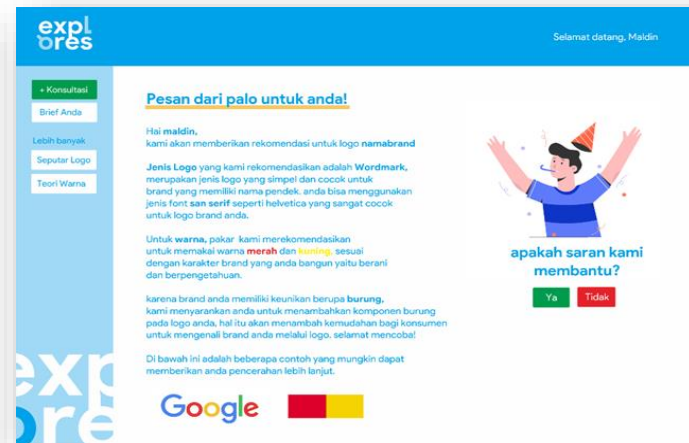 expl
ores
Selamat datang, Maldin
+ Konsultasi
Brief Anda
Lebih banyak
Seputar Logo
Teori Warna
Pesan dari palo untuk anda!
Hai maldin,
kami akan memberikan rekomendasi untuk logo namabrand
Jenis Logo yang kami rekomendasikan adalah Wordmark,
merupakan jenis logo yang simpel dan cocok untuk
brand yang memiliki nama pendek. anda bisa menggunakan
jenis font san serif seperti helvetica yang sangat cocok
untuk logo brand anda.
Untuk warna, pakar kami merekomendasikan
untuk memakai warna merah dan kuning, sesuai
dengan karakter brand yang anda bangun yaitu berani
dan berpengetahuan.
karena brand anda memiliki keunikan berupa burung,
kami menyarankan anda untuk menambahkan komponen burung
pada logo anda, hal itu akan menambah kemudahan bagi konsumen
untuk mengenali brand anda melalui logo. selamat mencoba!
Di bawah ini adalah beberapa contoh yang mungkin dapat
memberikan anda pencerahan lebih lanjut.
Google
apakah saran kami
membantu?
Ya
Tidak
exp
ore